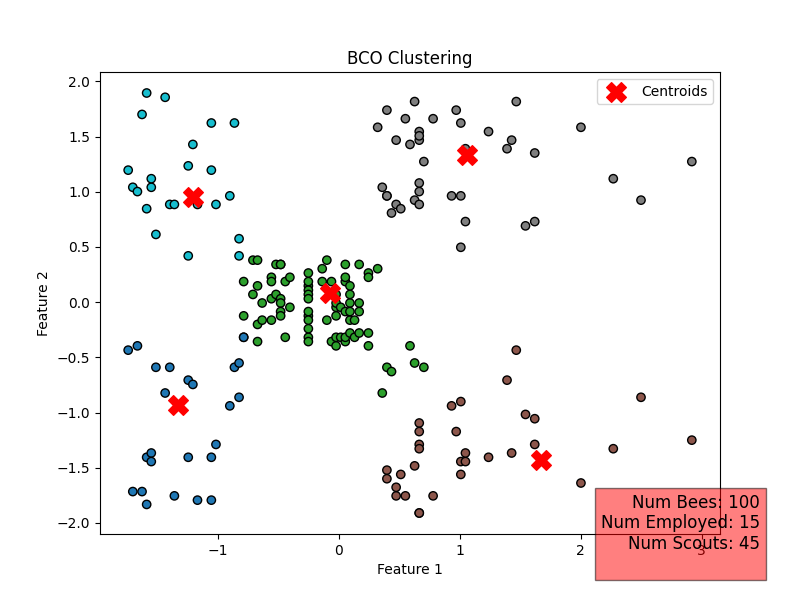 BCO Clustering
Centroids
2.0
1.5
1.0
0.5
0.0
−0.5
−1.0
−1.5
−2.0
Feature 2
−1
0
1
2
3
Feature 1
Num Bees: 100
Num Employed: 15
Num Scouts: 45